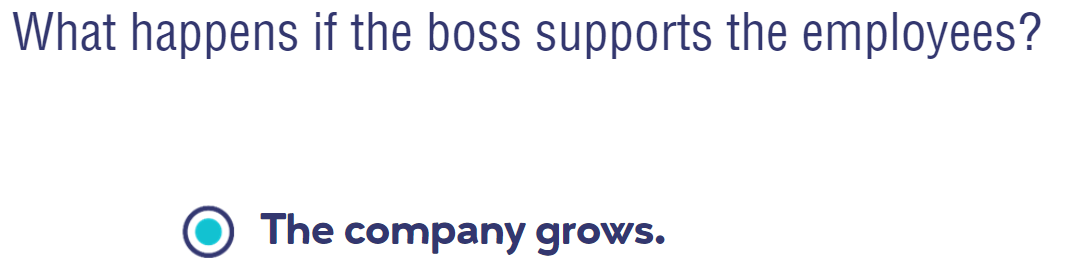 What happens if the boss supports the employees?
The company grows.